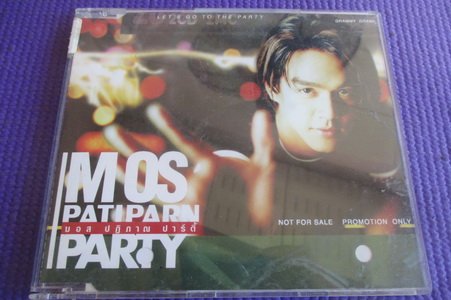 LET'S GO TO THE PARTY
GRAMMY GRAND
MOS
PATIPARN
มอส ปฏิภาณ ปาร์ตี้
PARTY
NOT FOR SALE PROMOTION ONLY